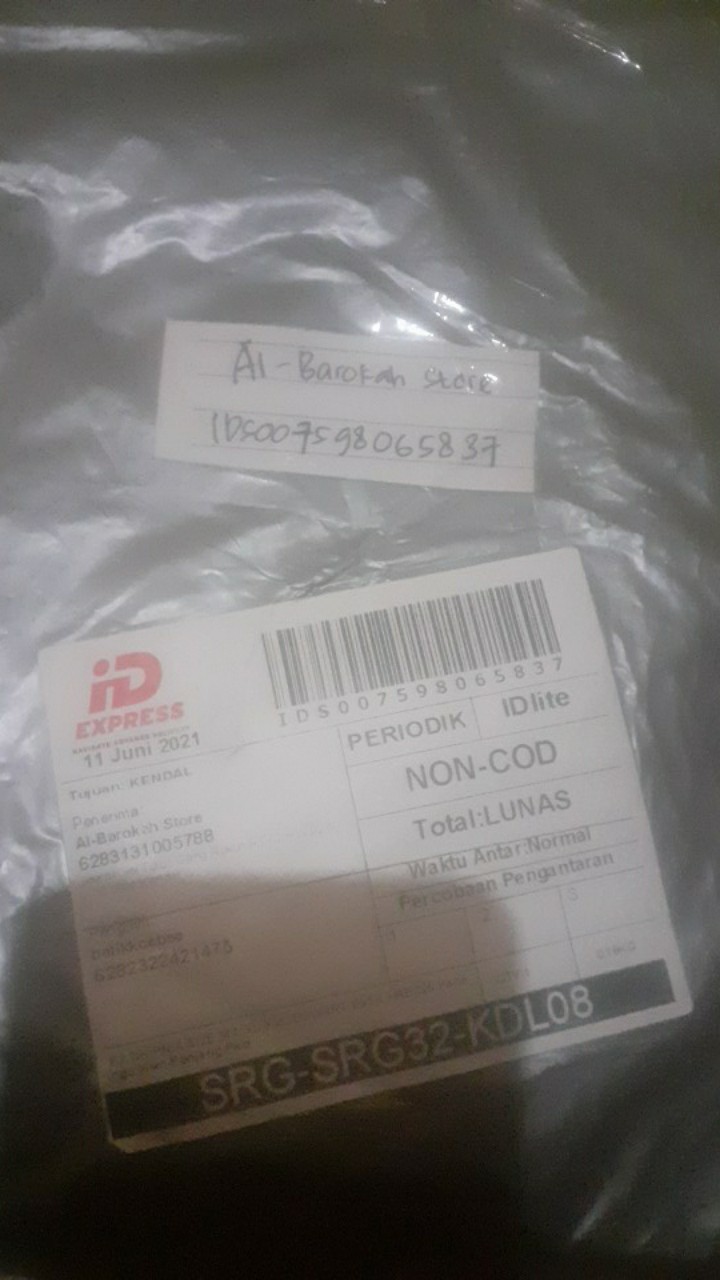 Al-Barokah Store
IDS007598065837
iD
EXPRESS
11 Juni 2021
IDS007598065837
PERIODIK
IDlite
NON-COD
Total:LUNAS
Waktu Antar:Normal
Percobaan Pengantaran
1
2
3
Tujuan: KENDAL
Penerima
Al-Barokah Store
6283131005788
6282322421475
SRG-SRG32-KDL08